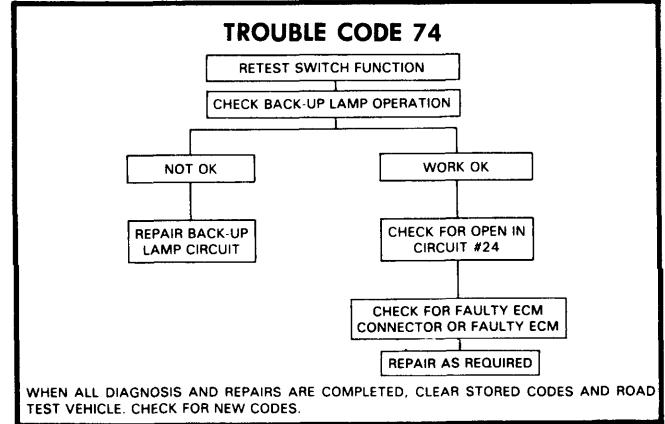 TROUBLE CODE 74
RETEST SWITCH FUNCTION
CHECK BACK-UP LAMP OPERATION
NOT OK
WORK OK
REPAIR BACK-UP
LAMP CIRCUIT
CHECK FOR OPEN IN
CIRCUIT #24
CHECK FOR FAULTY ECM
CONNECTOR OR FAULTY ECM
REPAIR AS REQUIRED
WHEN ALL DIAGNOSIS AND REPAIRS ARE COMPLETED, CLEAR STORED CODES AND ROAD
TEST VEHICLE. CHECK FOR NEW CODES.